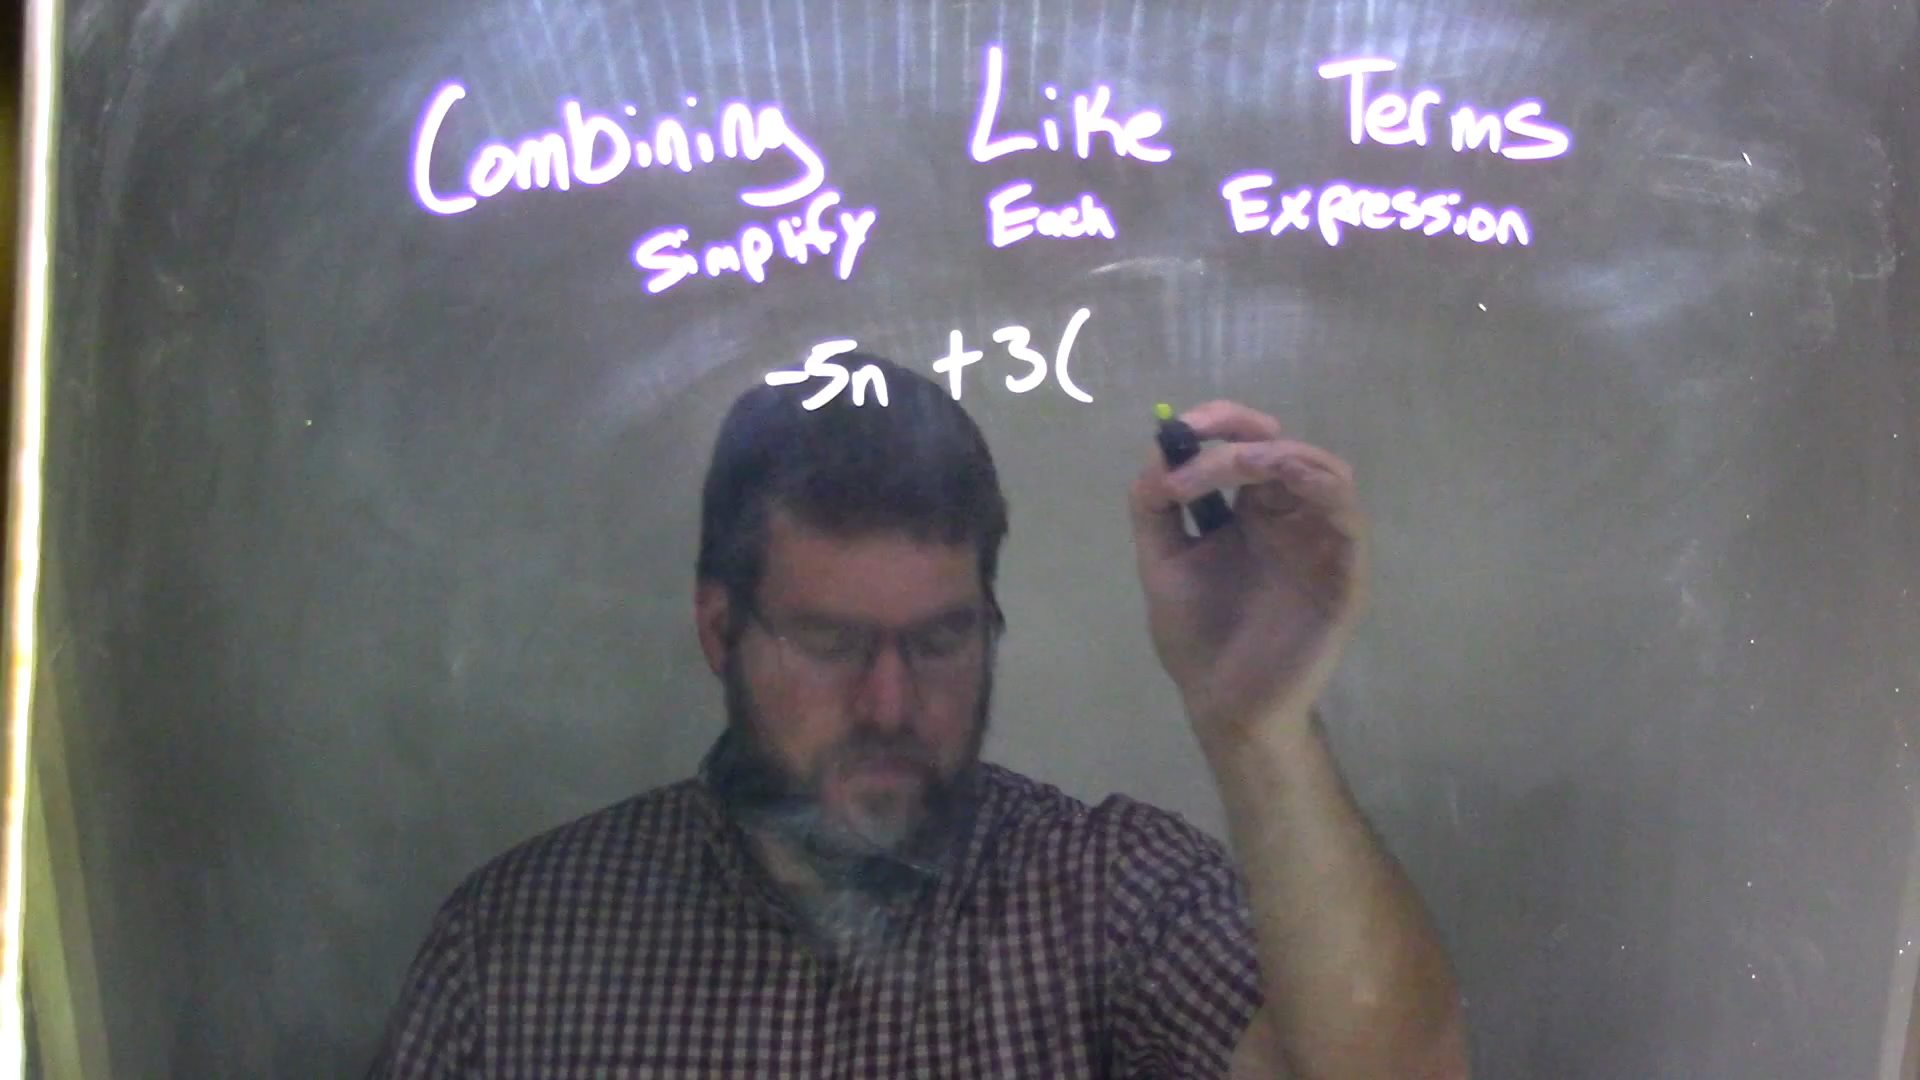 Combining Like Terms
Simplify Each Expression
-5n + 3(